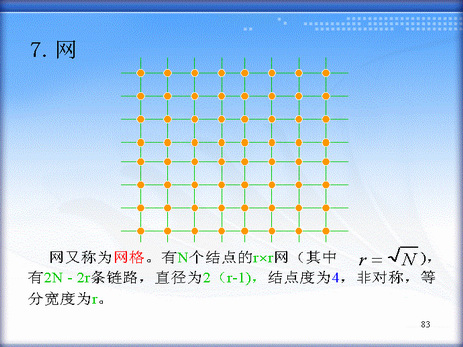 7. 网
网又称为网格。有N个结点的r×r网（其中 r = √N），
有2N - 2r条链路，直径为2（r-1），结点度为4，非对称，等
分宽度为r。
83